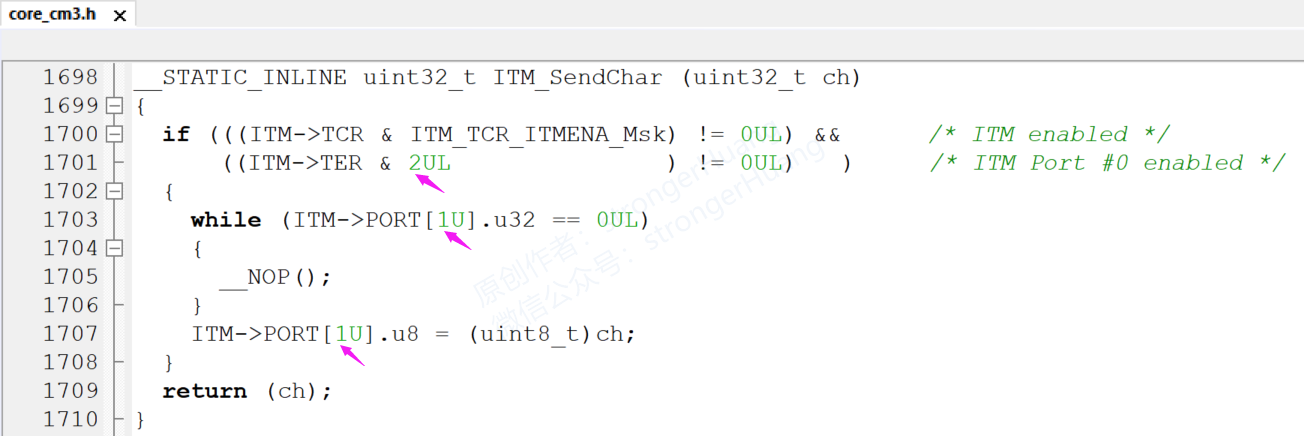 core_cm3.h
1698 __STATIC_INLINE uint32_t ITM_SendChar (uint32_t ch)
1699 {
1700 if (((ITM->TCR & ITM_TCR_ITMENA_Msk) != 0UL) && /* ITM enabled */
1701 ((ITM->TER & 2UL ) != 0UL) ) /* ITM Port #0 enabled */
1702 {
1703 while (ITM->PORT[1U].u32 == 0UL)
1704 {
1705 __NOP();
1706 }
1707 ITM->PORT[1U].u8 = (uint8_t)ch;
1708 }
1709 return (ch);
1710 }
原创作者：strongerHuang
微信公众号：strongerHuang